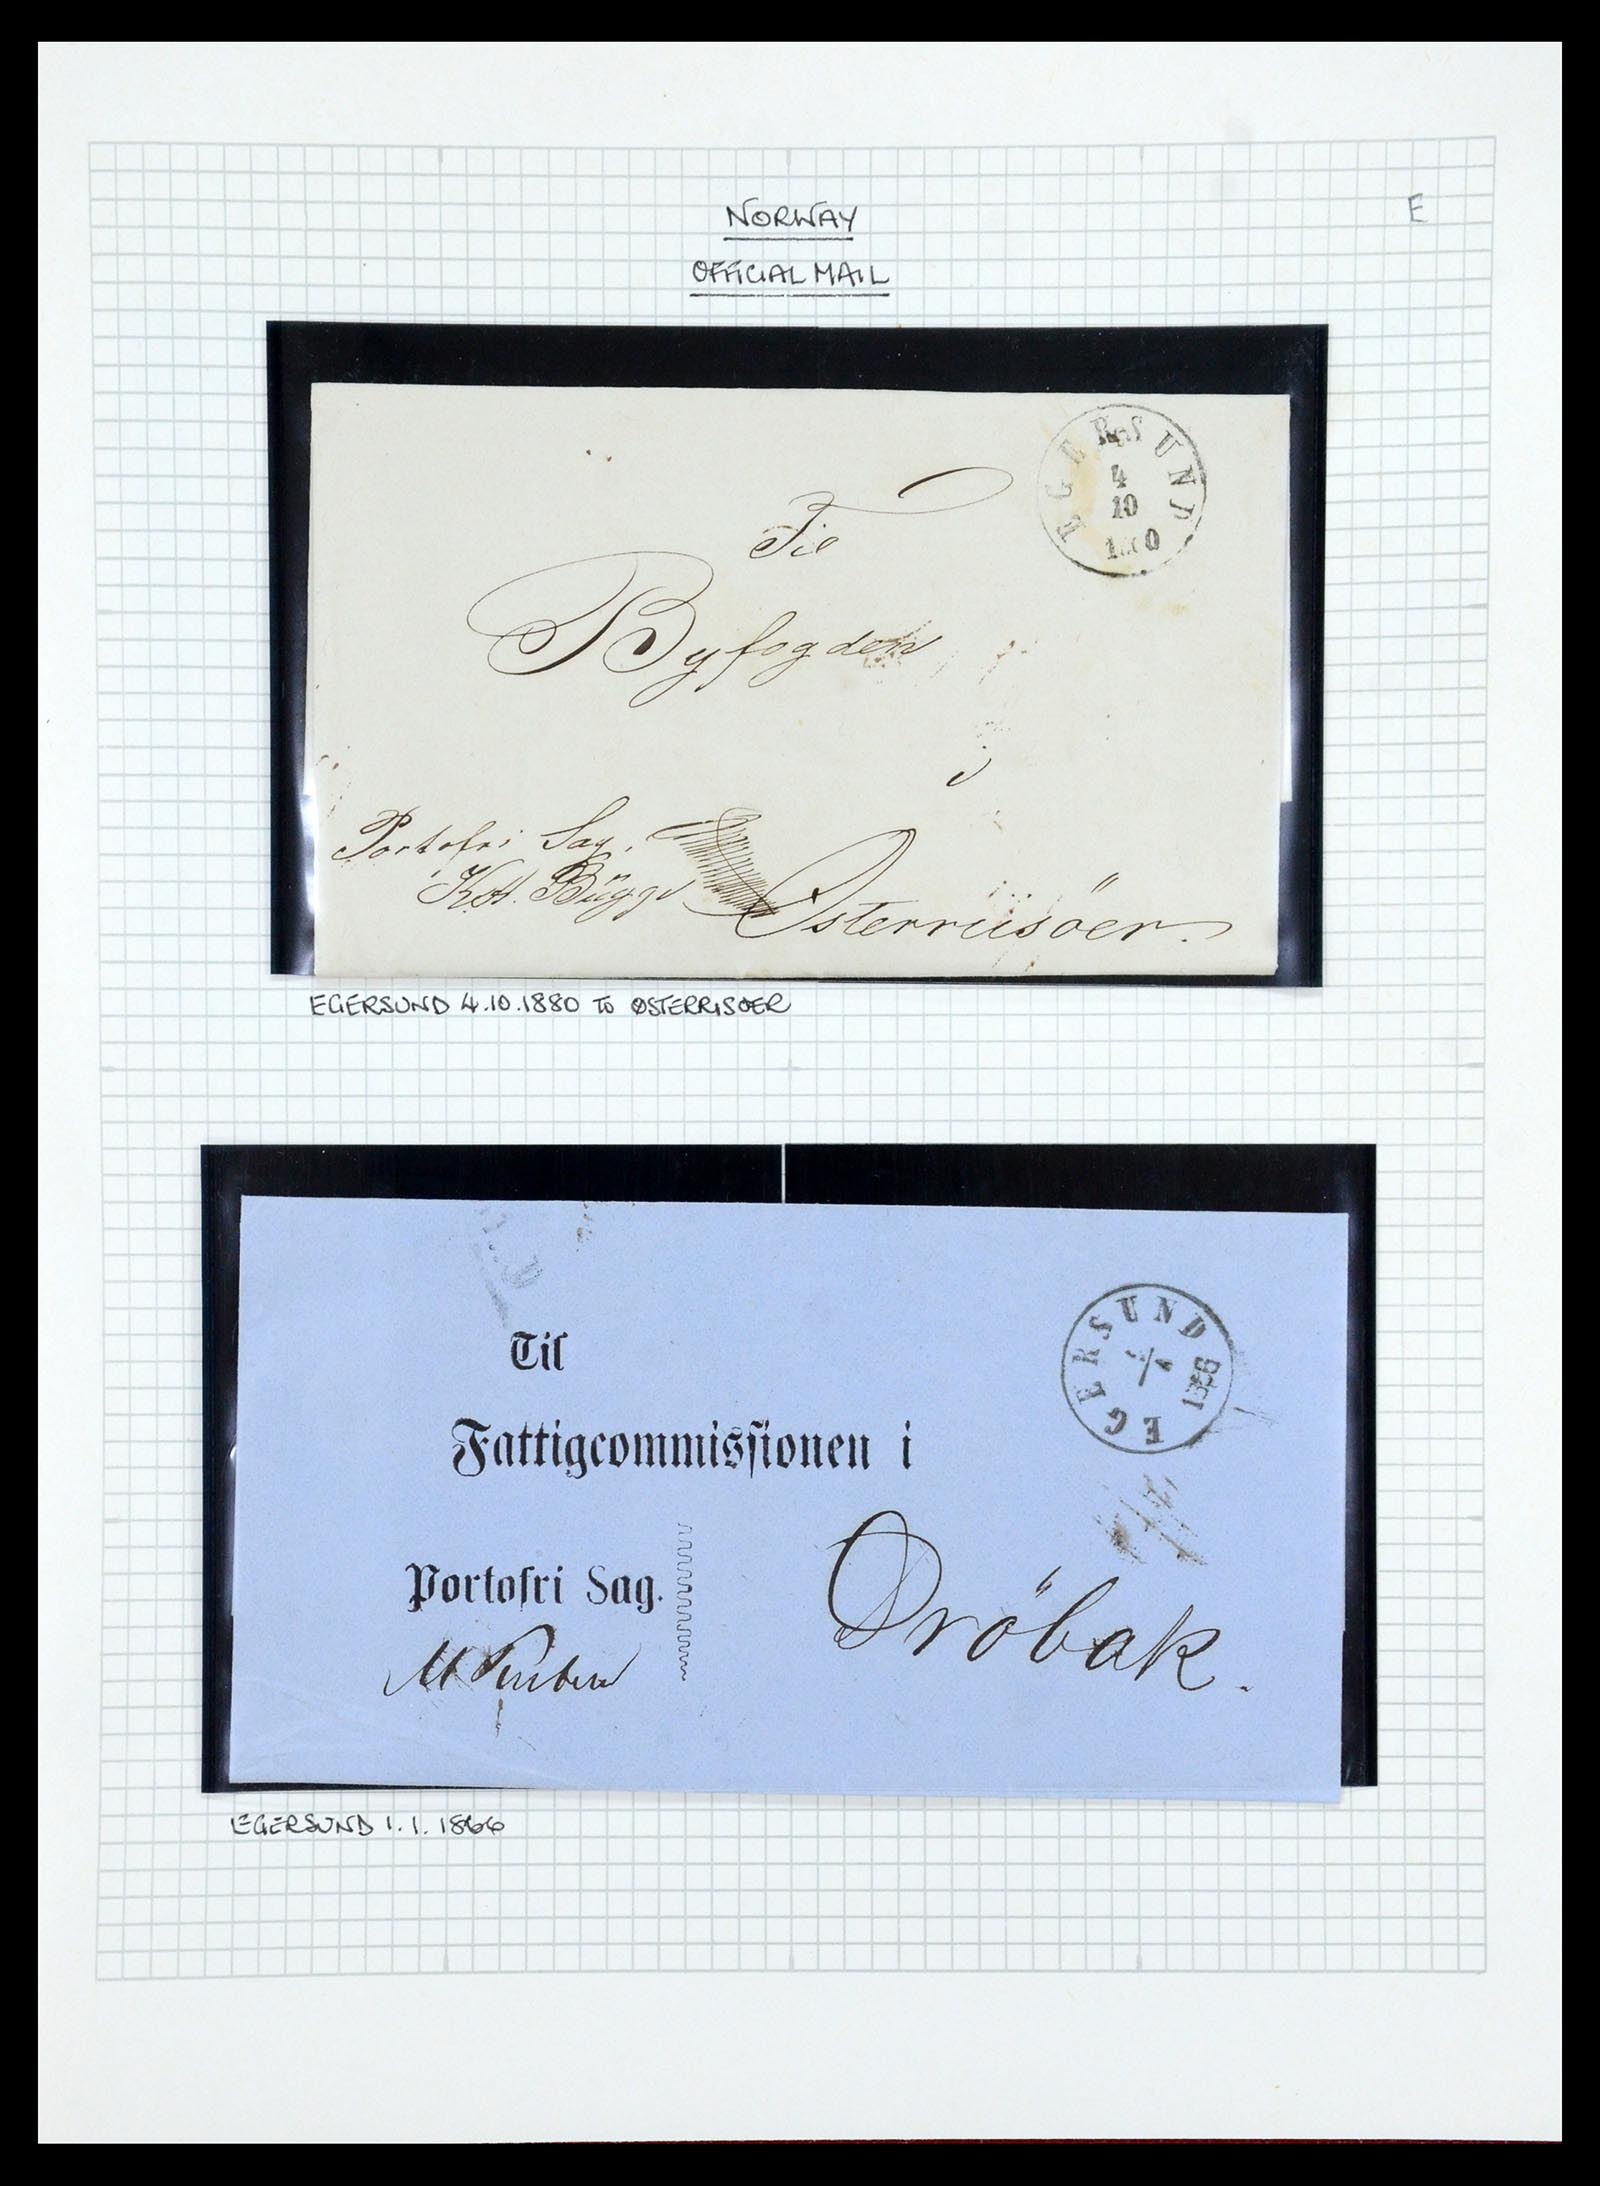 NORWAY
E
OFFICIAL MAIL
EGERSUND
4
10
Til
Byfogden
i
Portofri Sag.
Österriisöer.
EGERSUND 4.10.1880 TO ØSTERRISOER
EGERSUND
Til
Fattigcommissionen i
Portofri Sag.
Dröbak.
EGERSUND 1.1.1866